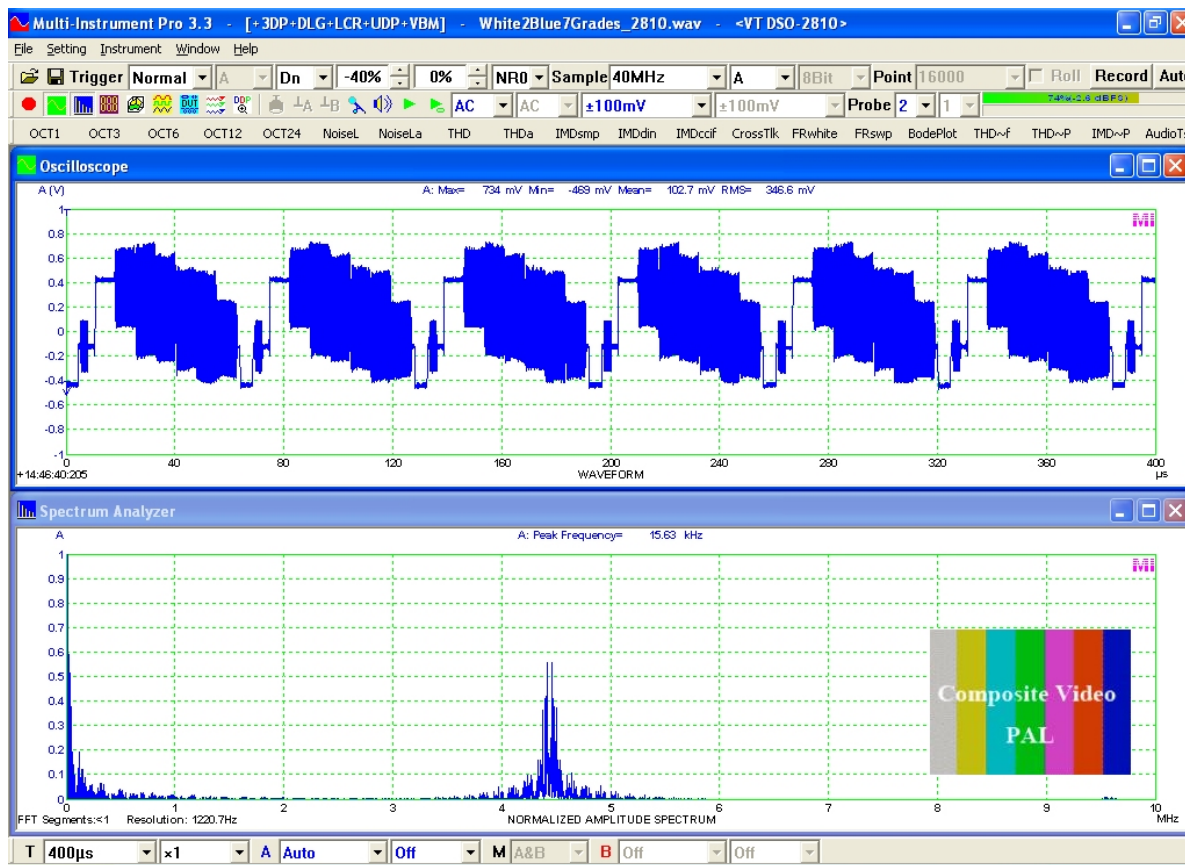 Multi-Instrument Pro 3.3 - [+3DP+DLG+LCR+UDP+VBM] - White2Blue7Grades_2810.wav - <VT DSO-2810>
File Setting Instrument Window Help
Trigger Normal A Dn -40% 0% NR0 Sample 40MHz A 8Bit Point 16000 Roll Record Auto
⊥A ⊥B AC AC ±100mV ±100mV Probe 2 1 74%(-2.6 dBFS)
OCT1 OCT3 OCT6 OCT12 OCT24 NoiseL NoiseLa THD THDa IMDsmp IMDdin IMDccif CrossTlk FRwhite FRswp BodePlot THD~f THD~P IMD~P AudioTs
Oscilloscope
A (V) A: Max= 734 mV Min= -469 mV Mean= 102.7 mV RMS= 346.6 mV
MI
1
0.8
0.6
0.4
0.2
0
-0.2
-0.4
-0.6
-0.8
-1
0 40 80 120 160 200 240 280 320 360 400
+14:46:40:205 WAVEFORM µs
Spectrum Analyzer
A A: Peak Frequency= 15.63 kHz
MI
1
0.9
0.8
0.7
0.6
0.5
0.4
0.3
0.2
0.1
0
Composite Video
PAL
0 1 2 3 4 5 6 7 8 9 10
FFT Segments:<1 Resolution: 1220.7Hz NORMALIZED AMPLITUDE SPECTRUM MHz
T 400µs ×1 A Auto Off M A&B B Off Off